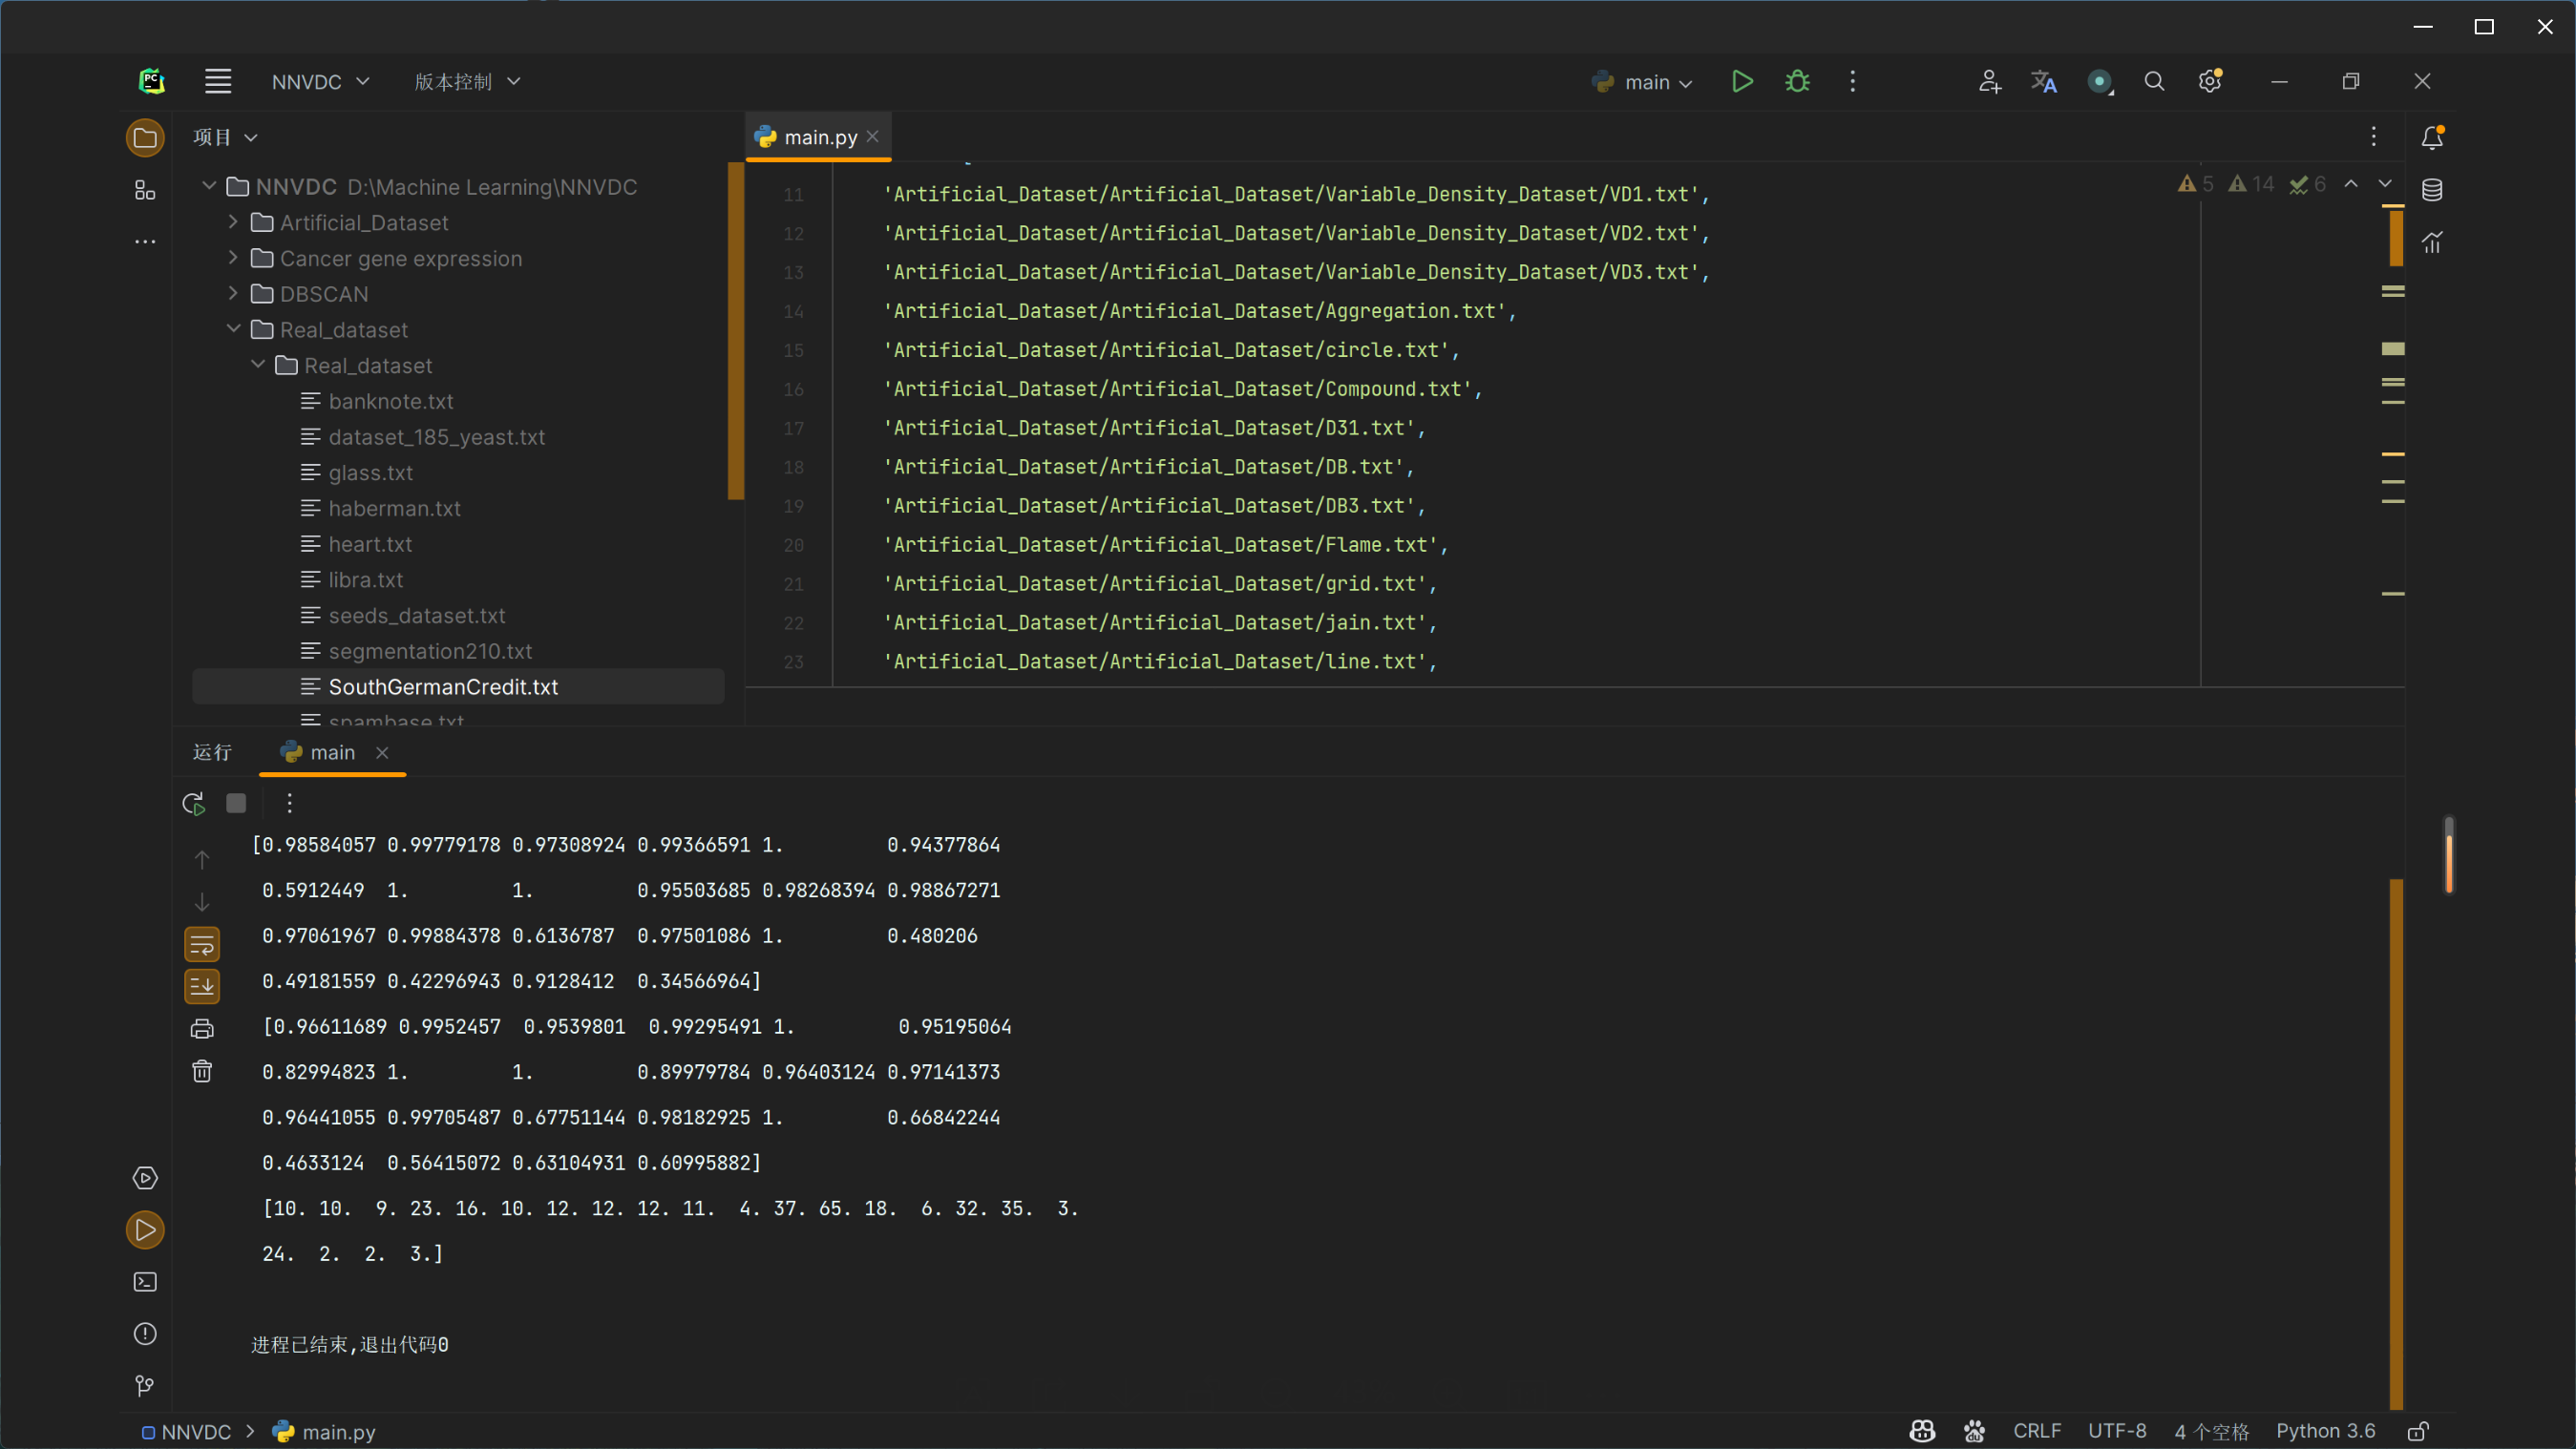 NNVDC
版本控制
main
项目
main.py
NNVDC D:\Machine Learning\NNVDC
Artificial_Dataset
Cancer gene expression
DBSCAN
Real_dataset
Real_dataset
banknote.txt
dataset_185_yeast.txt
glass.txt
haberman.txt
heart.txt
libra.txt
seeds_dataset.txt
segmentation210.txt
SouthGermanCredit.txt
spambase.txt
5 14 6
11 'Artificial_Dataset/Artificial_Dataset/Variable_Density_Dataset/VD1.txt',
12 'Artificial_Dataset/Artificial_Dataset/Variable_Density_Dataset/VD2.txt',
13 'Artificial_Dataset/Artificial_Dataset/Variable_Density_Dataset/VD3.txt',
14 'Artificial_Dataset/Artificial_Dataset/Aggregation.txt',
15 'Artificial_Dataset/Artificial_Dataset/circle.txt',
16 'Artificial_Dataset/Artificial_Dataset/Compound.txt',
17 'Artificial_Dataset/Artificial_Dataset/D31.txt',
18 'Artificial_Dataset/Artificial_Dataset/DB.txt',
19 'Artificial_Dataset/Artificial_Dataset/DB3.txt',
20 'Artificial_Dataset/Artificial_Dataset/Flame.txt',
21 'Artificial_Dataset/Artificial_Dataset/grid.txt',
22 'Artificial_Dataset/Artificial_Dataset/jain.txt',
23 'Artificial_Dataset/Artificial_Dataset/line.txt',
运行 main
[0.98584057 0.99779178 0.97308924 0.99366591 1. 0.94377864
0.5912449 1. 1. 0.95503685 0.98268394 0.98867271
0.97061967 0.99884378 0.6136787 0.97501086 1. 0.480206
0.49181559 0.42296943 0.9128412 0.34566964]
[0.96611689 0.9952457 0.9539801 0.99295491 1. 0.95195064
0.82994823 1. 1. 0.89979784 0.96403124 0.97141373
0.96441055 0.99705487 0.67751144 0.98182925 1. 0.66842244
0.4633124 0.56415072 0.63104931 0.60995882]
[10. 10. 9. 23. 16. 10. 12. 12. 12. 11. 4. 37. 65. 18. 6. 32. 35. 3.
24. 2. 2. 3.]
进程已结束,退出代码0
NNVDC main.py
CRLF UTF-8 4 个空格 Python 3.6